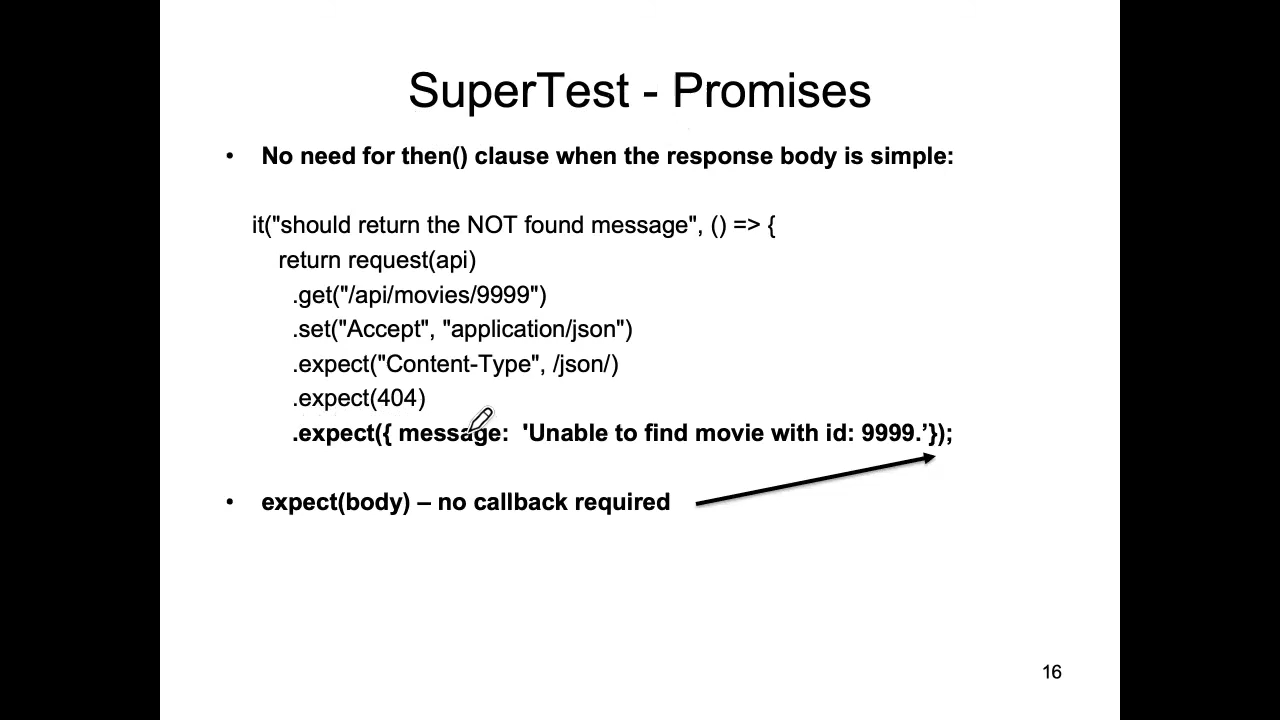 SuperTest - Promises
• No need for then() clause when the response body is simple:
it("should return the NOT found message", () => {
return request(api)
.get("/api/movies/9999")
.set("Accept", "application/json")
.expect("Content-Type", /json/)
.expect(404)
.expect({ message:  'Unable to find movie with id: 9999.’});
• expect(body) – no callback required
16